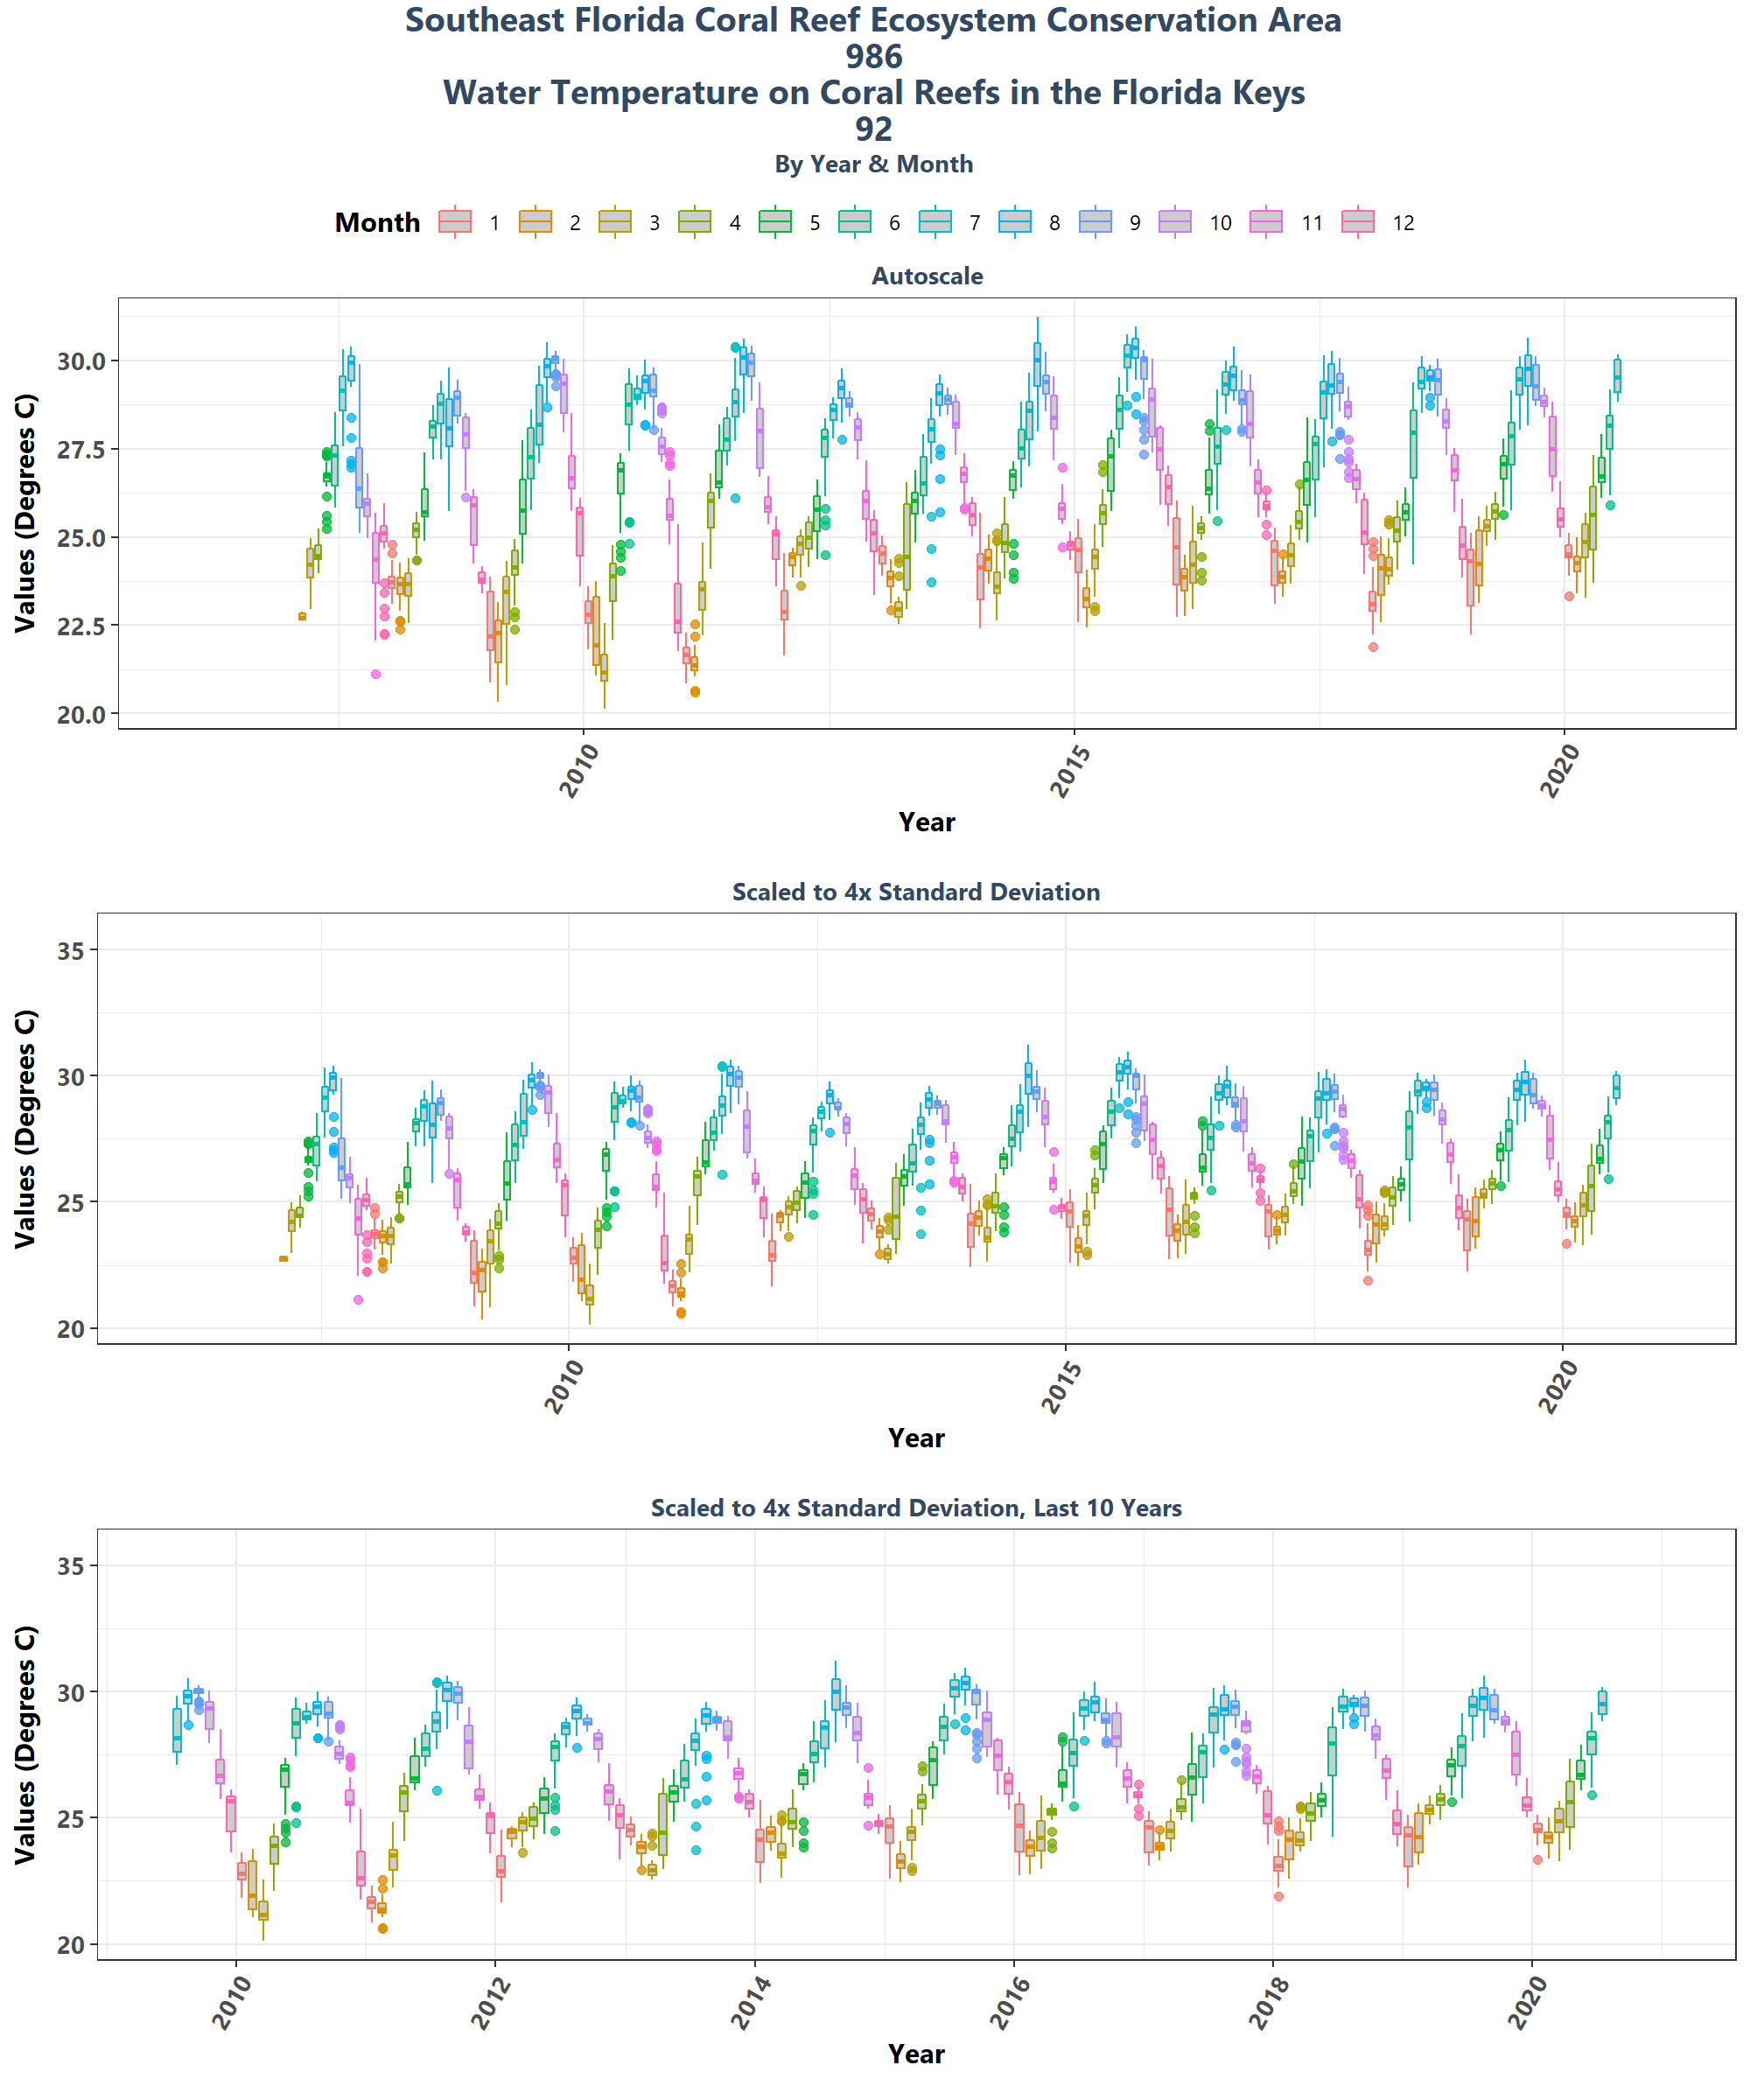 Southeast Florida Coral Reef Ecosystem Conservation Area
986
Water Temperature on Coral Reefs in the Florida Keys
92
By Year & Month
Month 1 2 3 4 5 6 7 8 9 10 11 12
Autoscale
Values (Degrees C)
30.0
27.5
25.0
22.5
20.0
2010 2015 2020
Year
Scaled to 4x Standard Deviation
Values (Degrees C)
35
30
25
20
2010 2015 2020
Year
Scaled to 4x Standard Deviation, Last 10 Years
Values (Degrees C)
35
30
25
20
2010 2012 2014 2016 2018 2020
Year